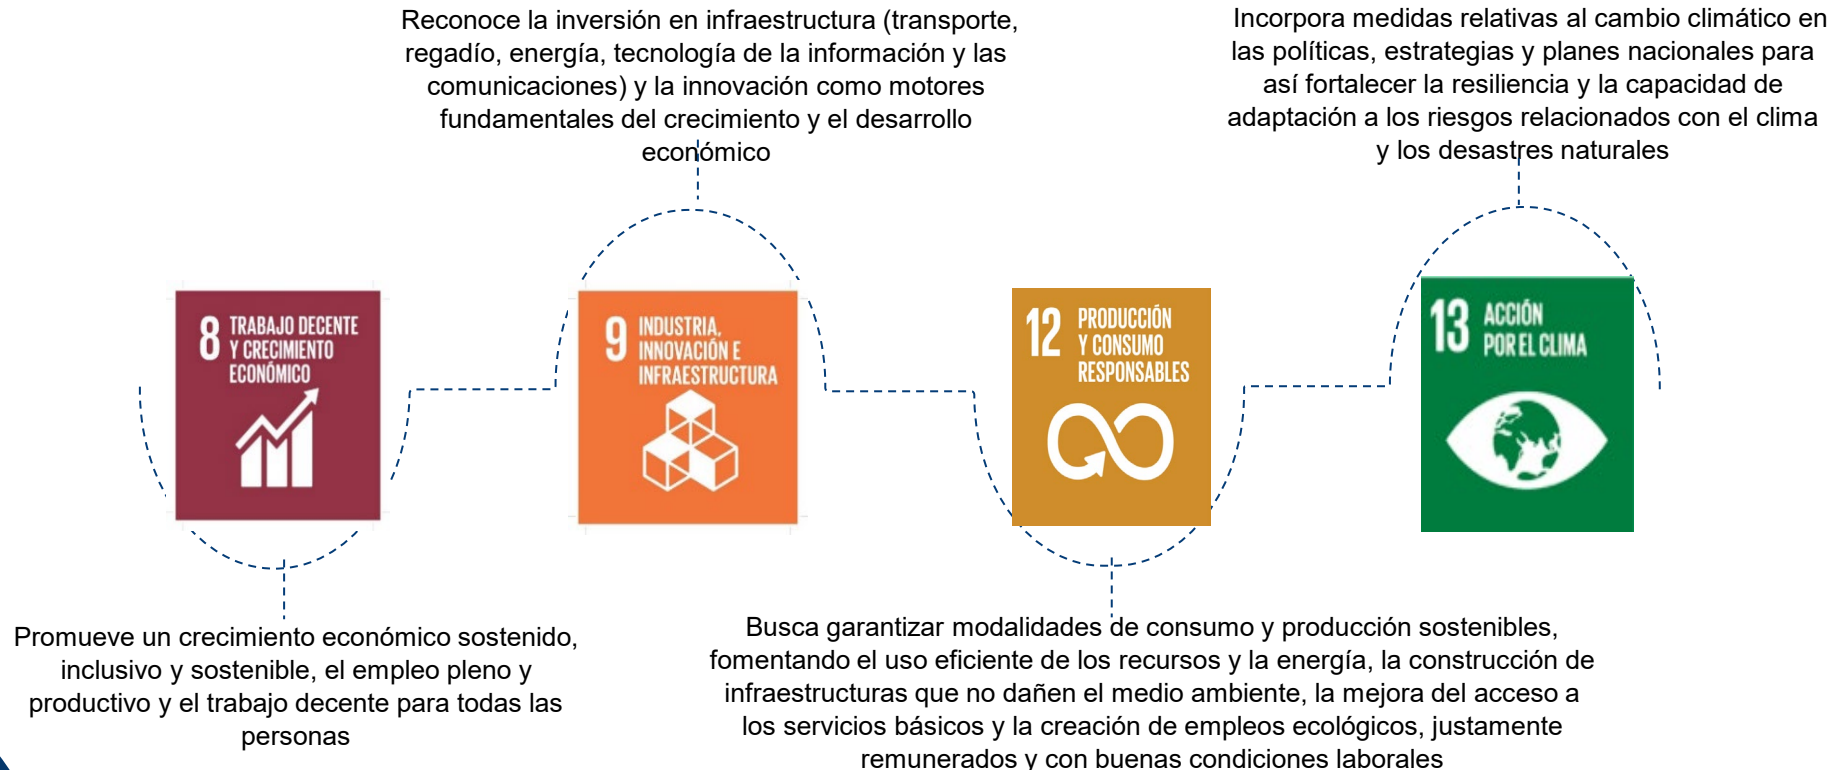 Reconoce la inversión en infraestructura (transporte,
regadío, energía, tecnología de la información y las
comunicaciones) y la innovación como motores
fundamentales del crecimiento y el desarrollo
económico
Incorpora medidas relativas al cambio climático en
las políticas, estrategias y planes nacionales para
así fortalecer la resiliencia y la capacidad de
adaptación a los riesgos relacionados con el clima
y los desastres naturales
8 TRABAJO DECENTE
Y CRECIMIENTO
ECONÓMICO
9 INDUSTRIA,
INNOVACIÓN E
INFRAESTRUCTURA
12 PRODUCCIÓN
Y CONSUMO
RESPONSABLES
13 ACCIÓN
POR EL CLIMA
Promueve un crecimiento económico sostenido,
inclusivo y sostenible, el empleo pleno y
productivo y el trabajo decente para todas las
personas
Busca garantizar modalidades de consumo y producción sostenibles,
fomentando el uso eficiente de los recursos y la energía, la construcción de
infraestructuras que no dañen el medio ambiente, la mejora del acceso a
los servicios básicos y la creación de empleos ecológicos, justamente
remunerados y con buenas condiciones laborales